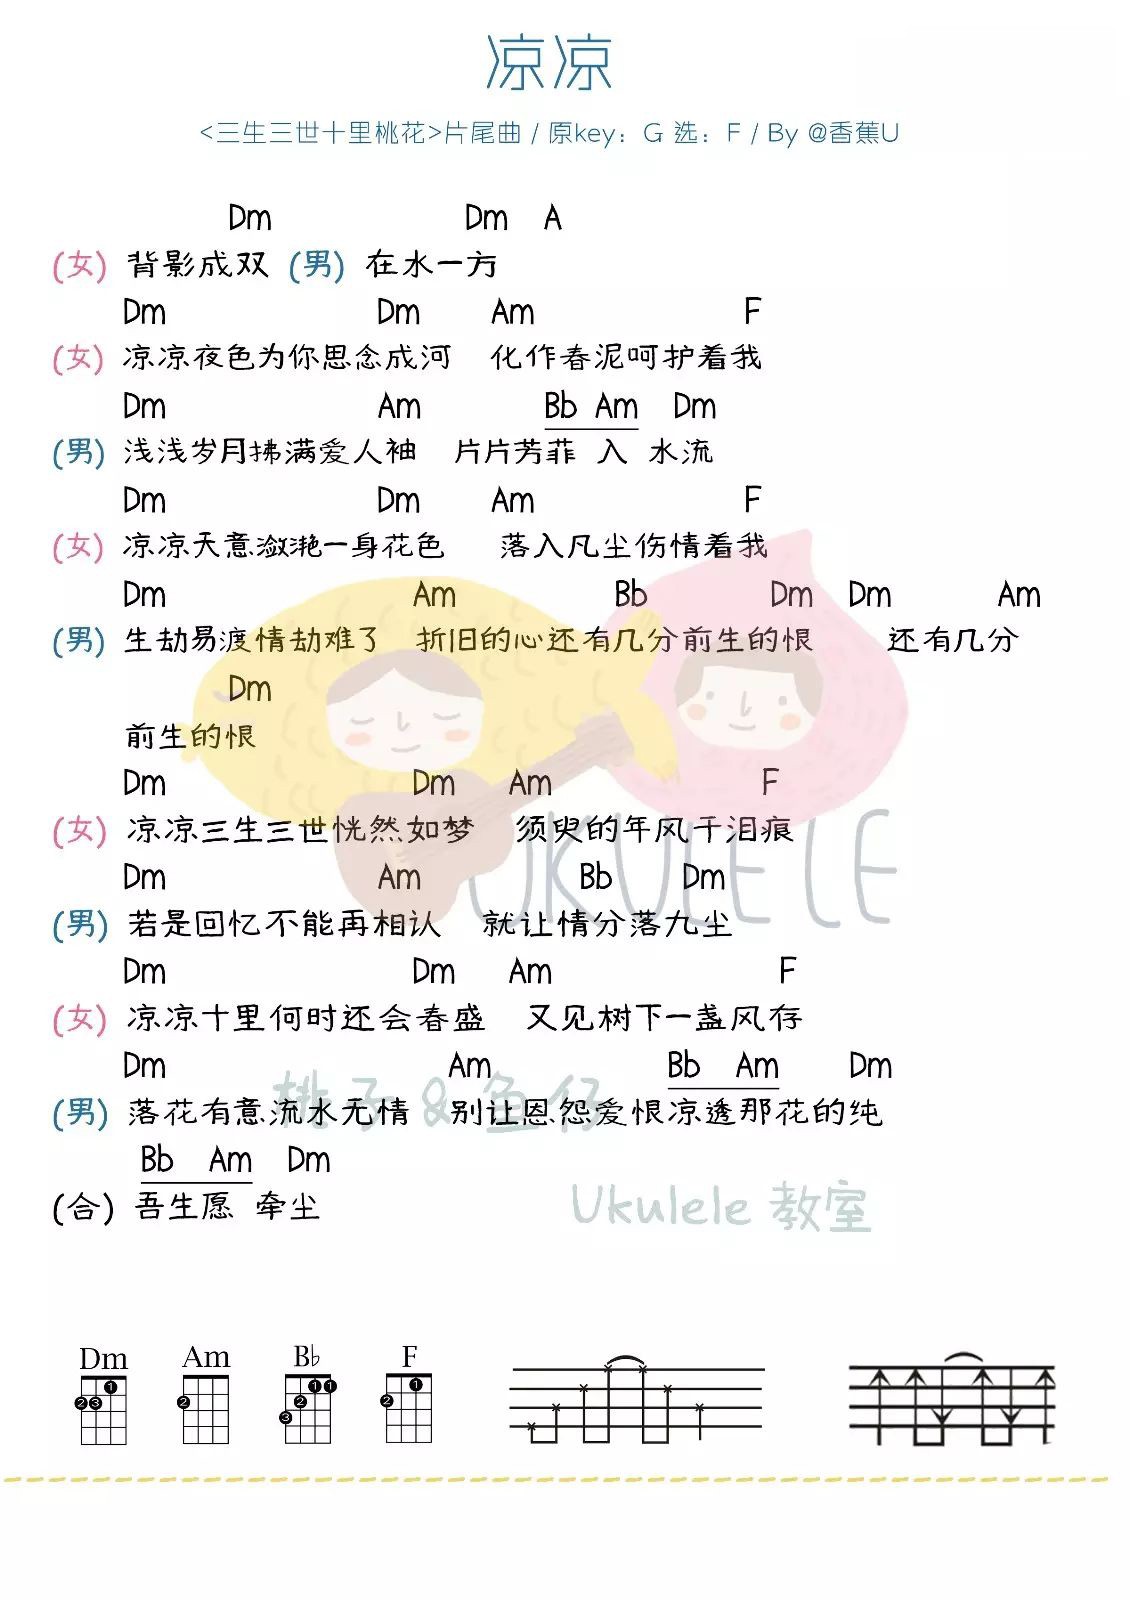 凉凉
<三生三世十里桃花>片尾曲 / 原key：G 选：F / By @香蕉U
Dm Dm A
(女) 背影成双 (男) 在水一方
Dm Dm Am F
(女) 凉凉夜色为你思念成河 化作春泥呵护着我
Dm Am Bb Am Dm
(男) 浅浅岁月拂满爱人袖 片片芳菲 入 水流
Dm Dm Am F
(女) 凉凉天意潋滟一身花色 落入凡尘伤情着我
Dm Am Bb Dm Dm Am
(男) 生劫易渡情劫难了 折旧的心还有几分前生的恨 还有几分
Dm
前生的恨
Dm Dm Am F
(女) 凉凉三生三世恍然如梦 须臾的年风干泪痕
UKULELE
Dm Am Bb Dm
(男) 若是回忆不能再相认 就让情分落九尘
Dm Dm Am F
(女) 凉凉十里何时还会春盛 又见树下一盏风存
Dm Am Bb Am Dm
桃子&鱼仔
(男) 落花有意流水无情 别让恩怨爱恨凉透那花的纯
Bb Am Dm
(合) 吾生愿 牵尘
Ukulele 教室
Dm Am B♭ F
1 1 1 1
2 3 2 2 2
3